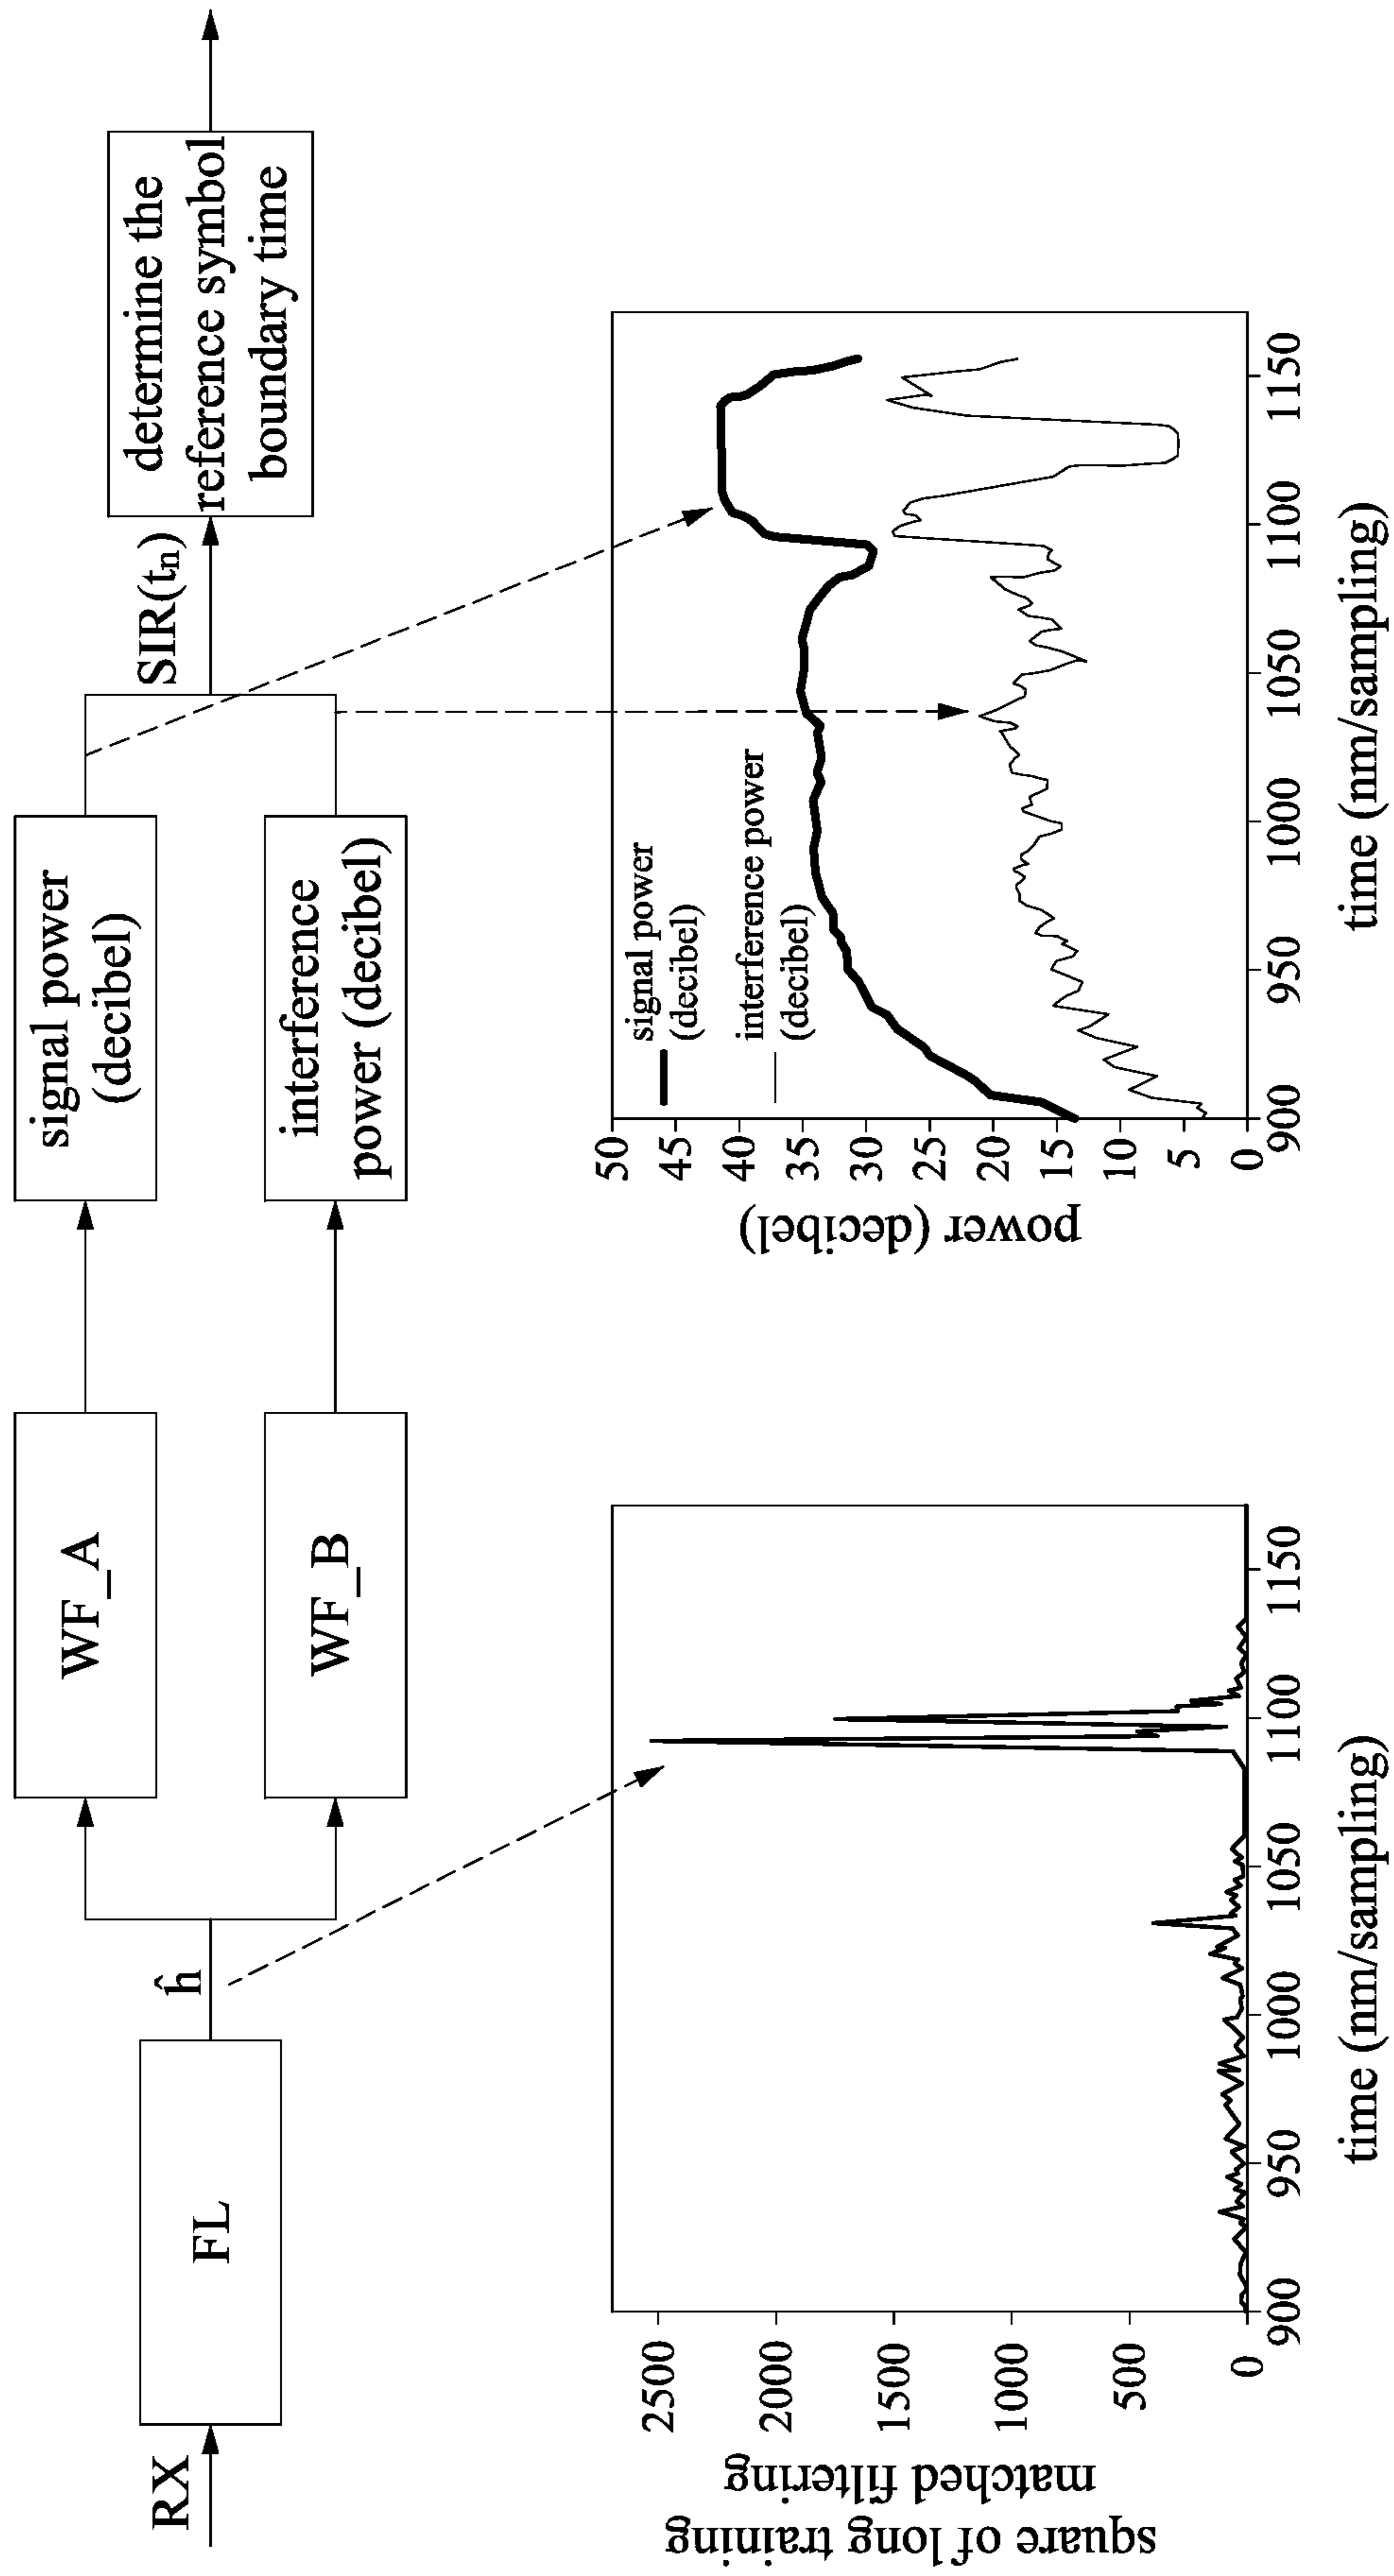 RX
FL
ĥ
WF_A
WF_B
signal power
(decibel)
interference
power (decibel)
SIR(tn)
determine the
reference symbol
boundary time
square of long training
matched filtering
2500
2000
1500
1000
500
0
900
950
1000
1050
1100
1150
time (nm/sampling)
power (decibel)
50
45
40
35
30
25
20
15
10
5
0
signal power
(decibel)
interference power
(decibel)
900
950
1000
1050
1100
1150
time (nm/sampling)